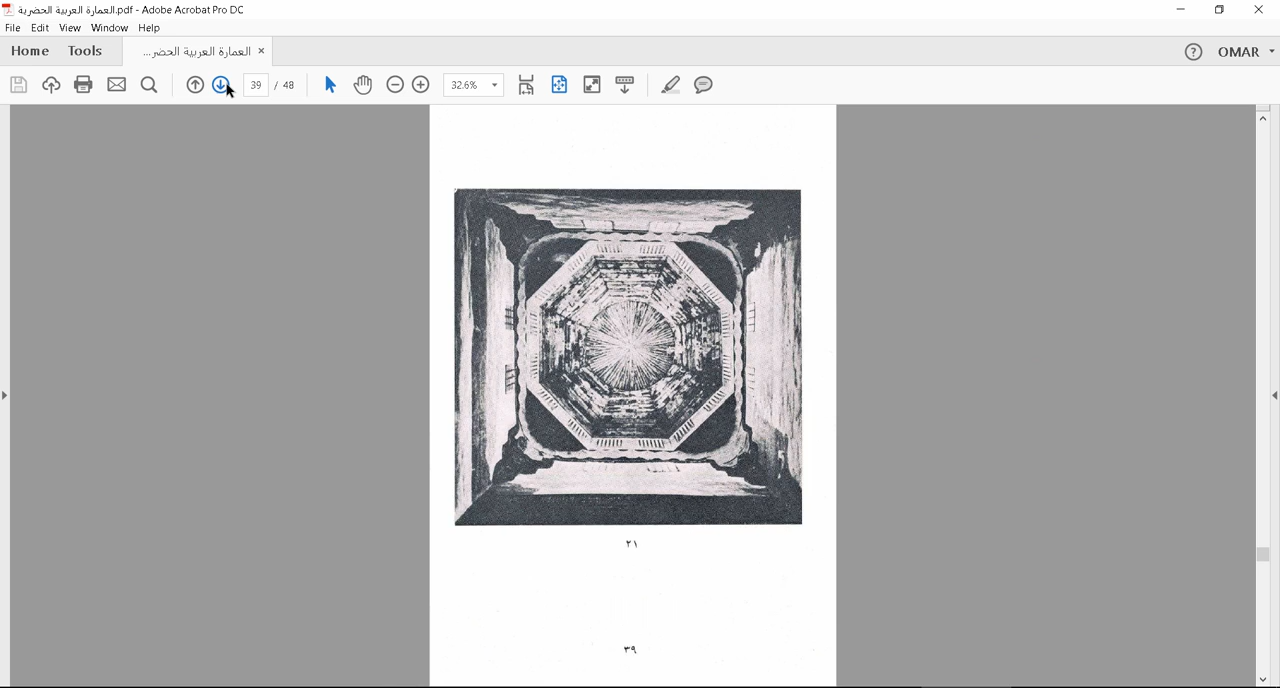 العمارة العربية الحضرية.pdf - Adobe Acrobat Pro DC
File Edit View Window Help
Home Tools العمارة العربية الحضر... ×
OMAR
39 / 48 32.6%
٢١
٣٩